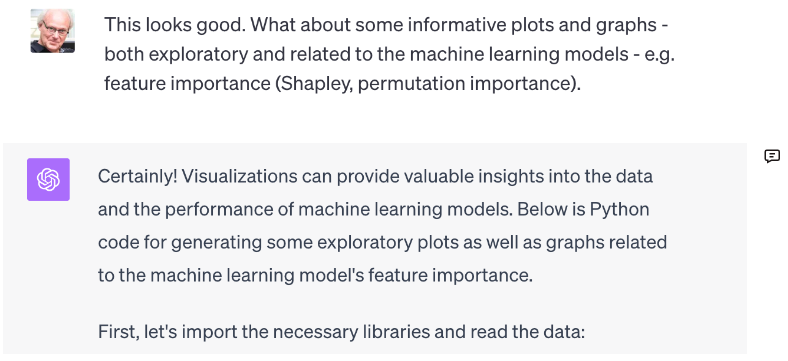 This looks good. What about some informative plots and graphs -
both exploratory and related to the machine learning models - e.g.
feature importance (Shapley, permutation importance).
Certainly! Visualizations can provide valuable insights into the data
and the performance of machine learning models. Below is Python
code for generating some exploratory plots as well as graphs related
to the machine learning model's feature importance.
First, let's import the necessary libraries and read the data: